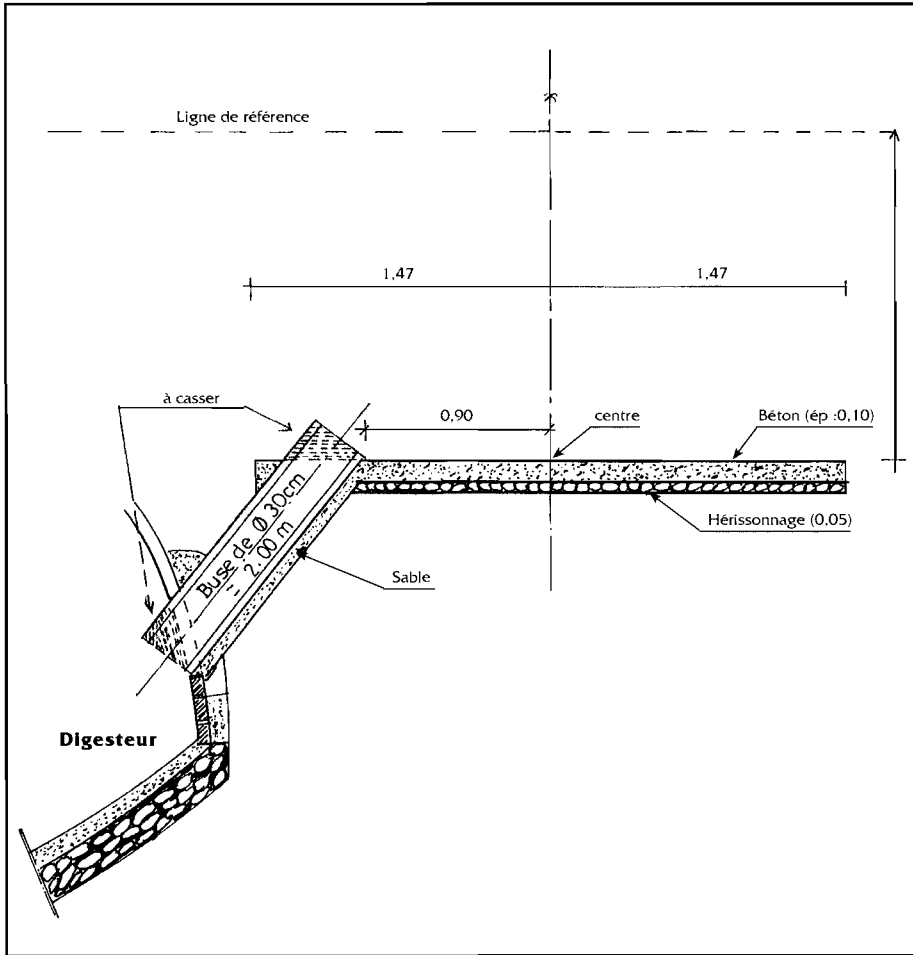 Ligne de référence
1,47
1,47
à casser
0,90
centre
Béton (ép :0,10)
Buse de Ø 30cm
= 2.00 m
Hérissonnage (0,05)
Sable
Digesteur